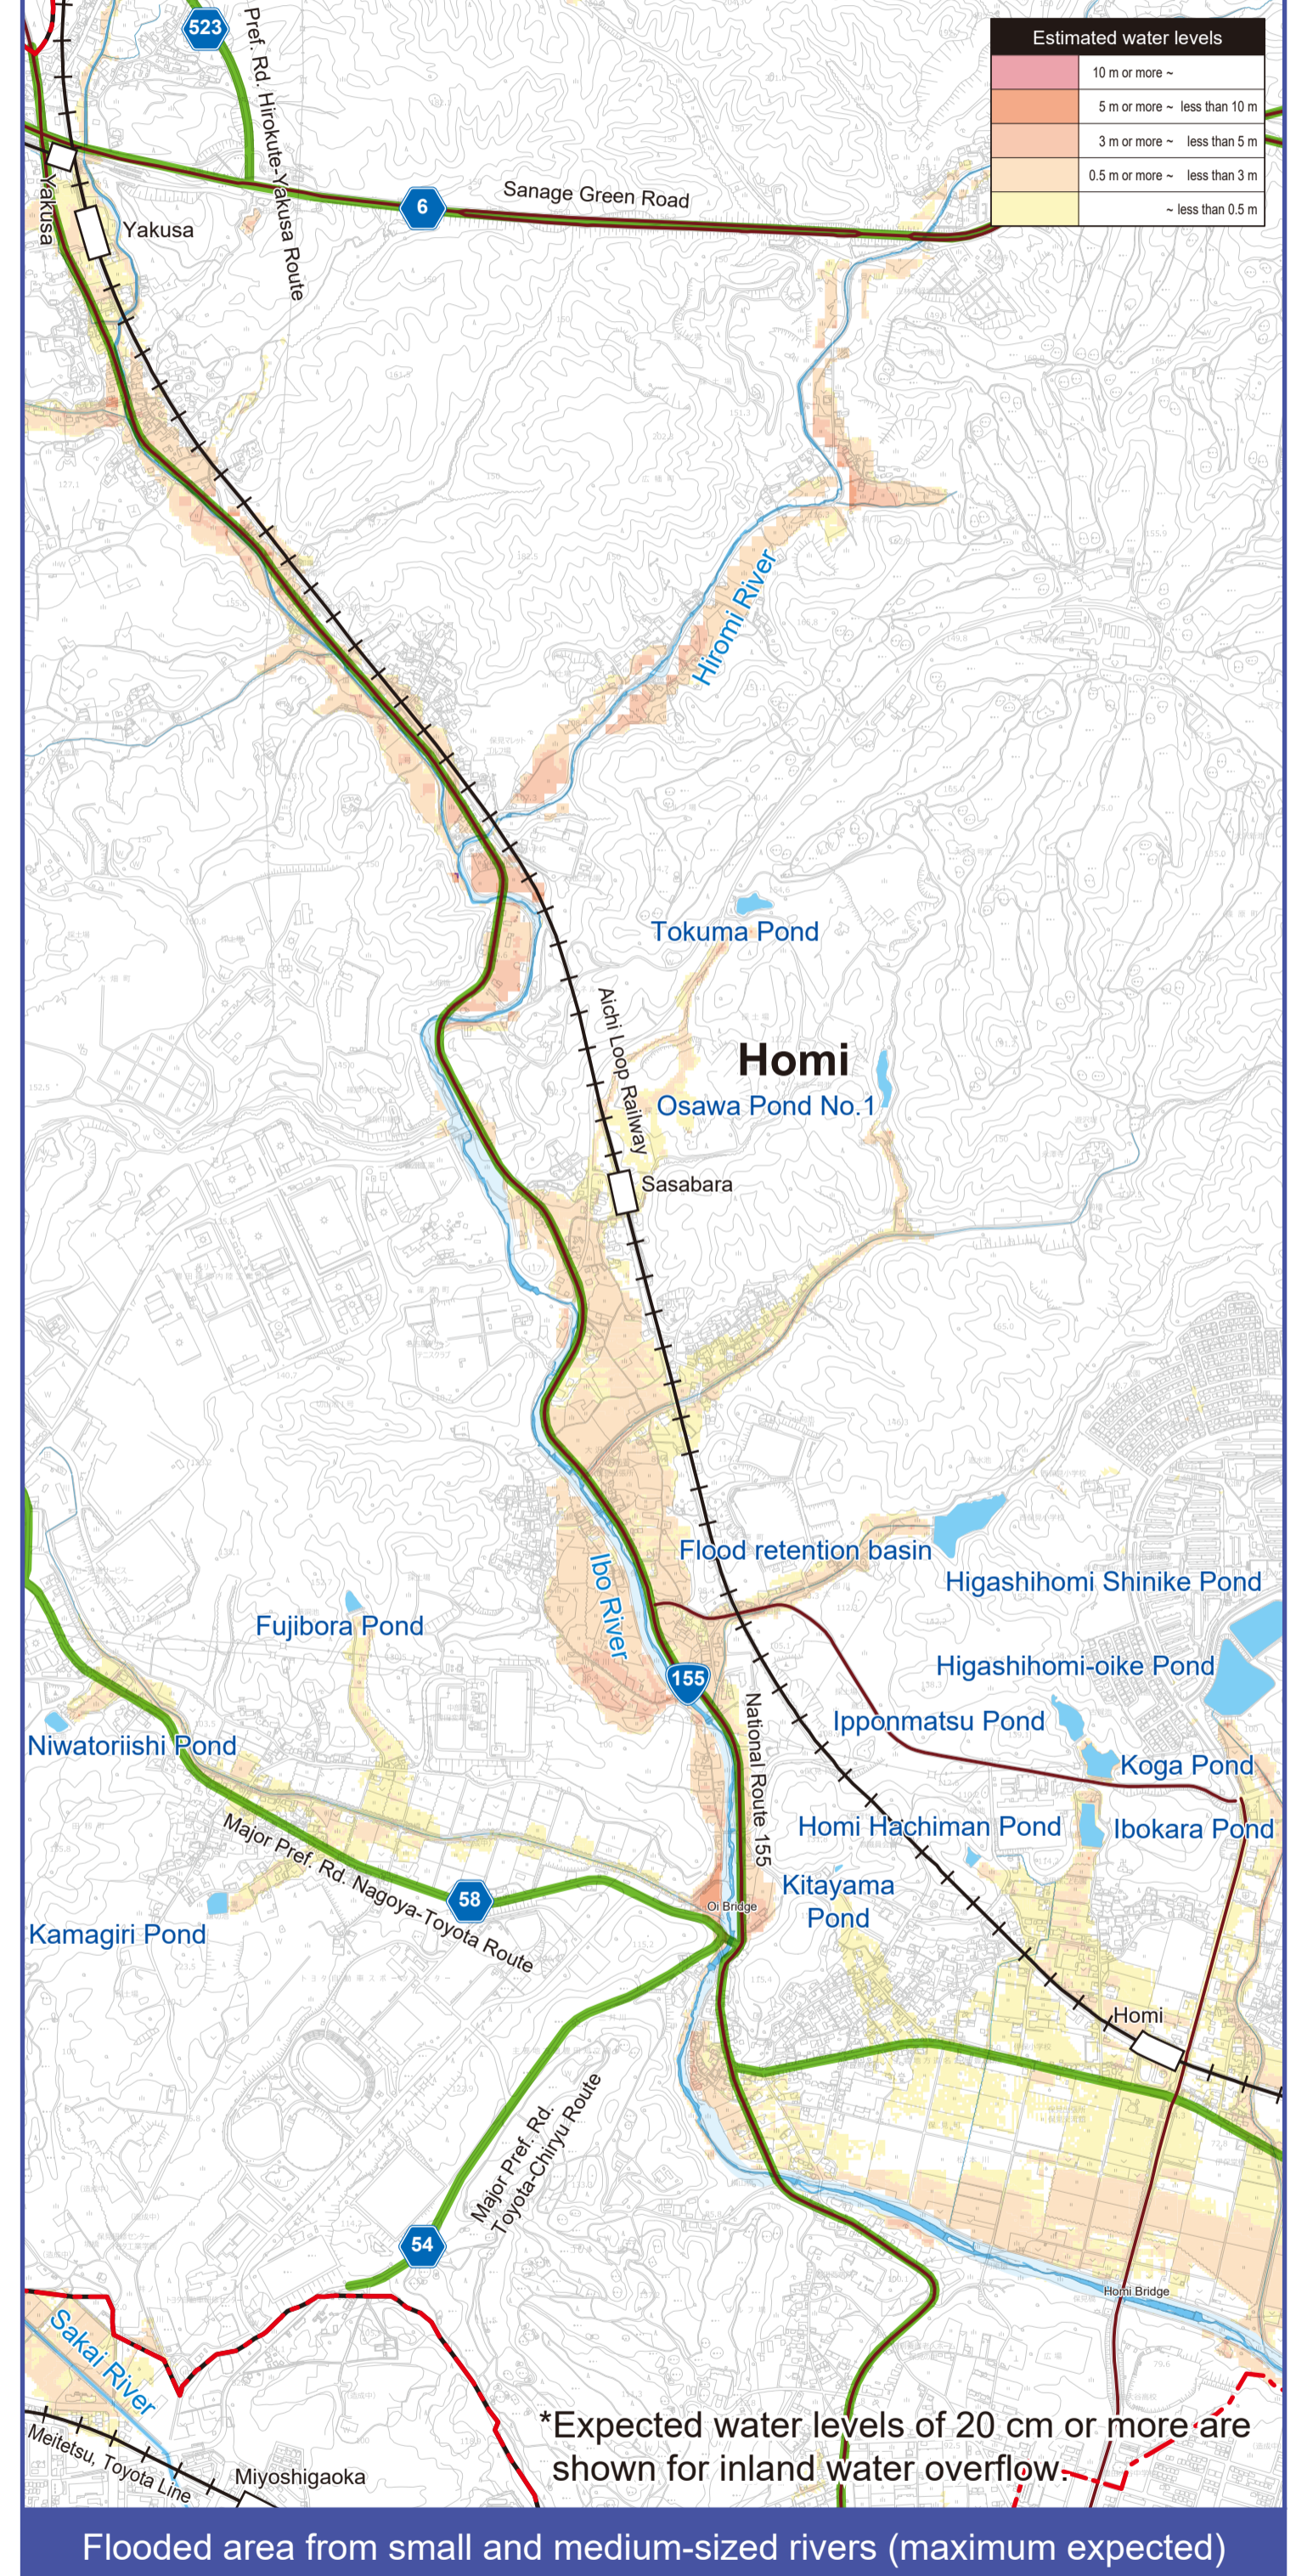 523
Pref. Rd. Hirokute-Yakusa Route
Estimated water levels
10 m or more ~
5 m or more ~ less than 10 m
3 m or more ~ less than 5 m
0.5 m or more ~ less than 3 m
~ less than 0.5 m
Yakusa
Yakusa
6
Sanage Green Road
Hiromi River
Tokuma Pond
Aichi Loop Railway
Homi
Osawa Pond No.1
Sasabara
Flood retention basin
Higashihomi Shinike Pond
Ibo River
Fujibora Pond
155
Higashihomi-oike Pond
National Route 155
Ipponmatsu Pond
Niwatoriishi Pond
Koga Pond
Major Pref. Rd. Nagoya-Toyota Route
Homi Hachiman Pond
Ibokara Pond
58
Kitayama
Pond
Oi Bridge
Kamagiri Pond
Homi
Major Pref. Rd.
Toyota-Chiryu Route
54
Homi Bridge
Sakai River
Meitetsu, Toyota Line
Miyoshigaoka
*Expected water levels of 20 cm or more are
shown for inland water overflow.
Flooded area from small and medium-sized rivers (maximum expected)